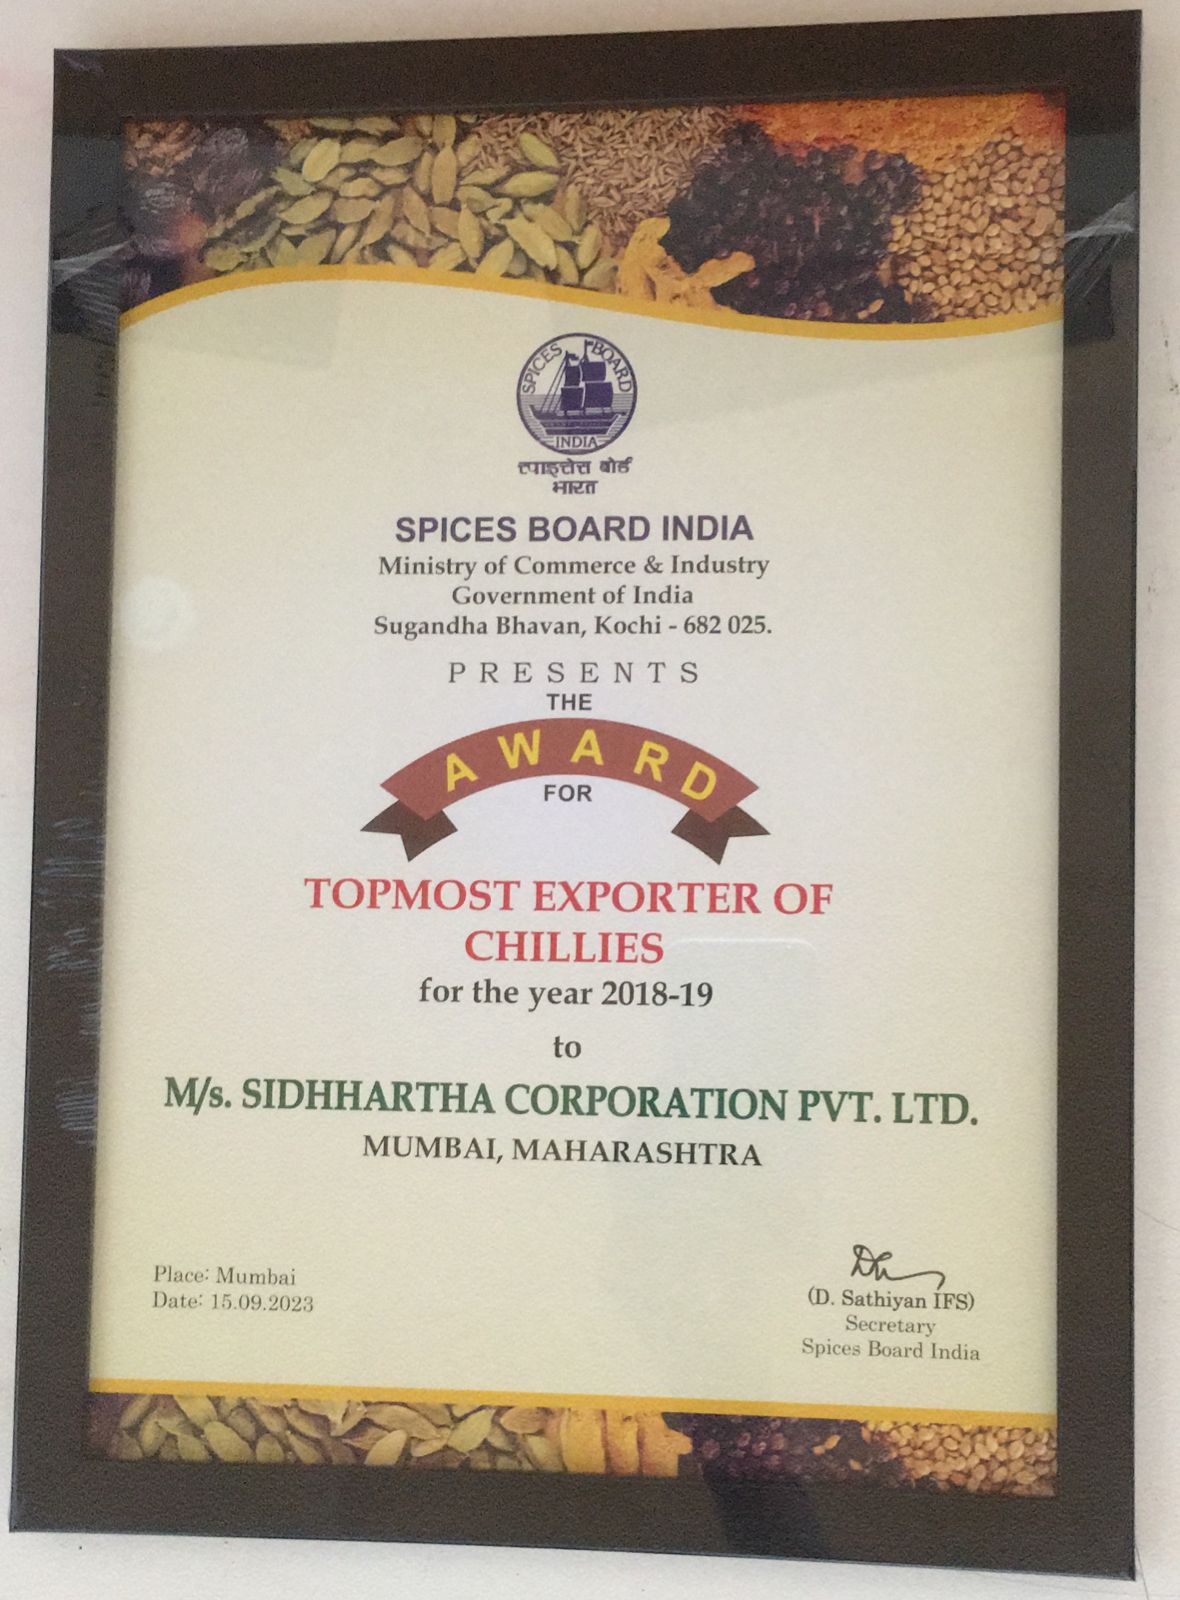 SPICES BOARD
INDIA
स्पाइसेस बोर्ड
भारत
SPICES BOARD INDIA
Ministry of Commerce & Industry
Government of India
Sugandha Bhavan, Kochi - 682 025.
PRESENTS
THE
AWARD
FOR
TOPMOST EXPORTER OF
CHILLIES
for the year 2018-19
to
M/s. SIDHHARTHA CORPORATION PVT. LTD.
MUMBAI, MAHARASHTRA
Place: Mumbai
Date: 15.09.2023
(D. Sathiyan IFS)
Secretary
Spices Board India